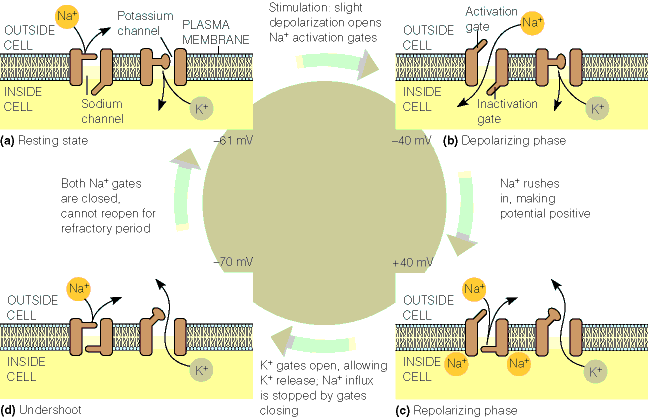 Na+
Potassium
channel
OUTSIDE
CELL
PLASMA
MEMBRANE
INSIDE
CELL
Sodium
channel
K+
(a) Resting state
Stimulation: slight
depolarization opens
Na+ activation gates
Activation
gate
Na+
OUTSIDE
CELL
INSIDE
CELL
Inactivation
gate
K+
(b) Depolarizing phase
–61 mV
–40 mV
Both Na+ gates
are closed,
cannot reopen for
refractory period
Na+ rushes
in, making
potential positive
–70 mV
+40 mV
Na+
OUTSIDE
CELL
INSIDE
CELL
K+
(d) Undershoot
K+ gates open, allowing
K+ release; Na+ influx
is stopped by gates
closing
OUTSIDE
CELL
Na+
INSIDE
CELL
Na+
Na+
K+
(c) Repolarizing phase